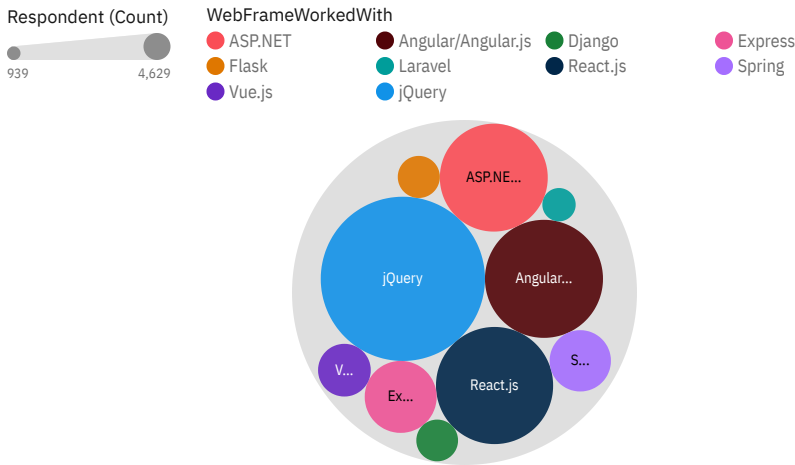 Respondent (Count)
939
4,629
WebFrameWorkedWith
ASP.NET
Angular/Angular.js
Django
Express
Flask
Laravel
React.js
Spring
Vue.js
jQuery
ASP.NE...
jQuery
Angular...
S...
V...
React.js
Ex...